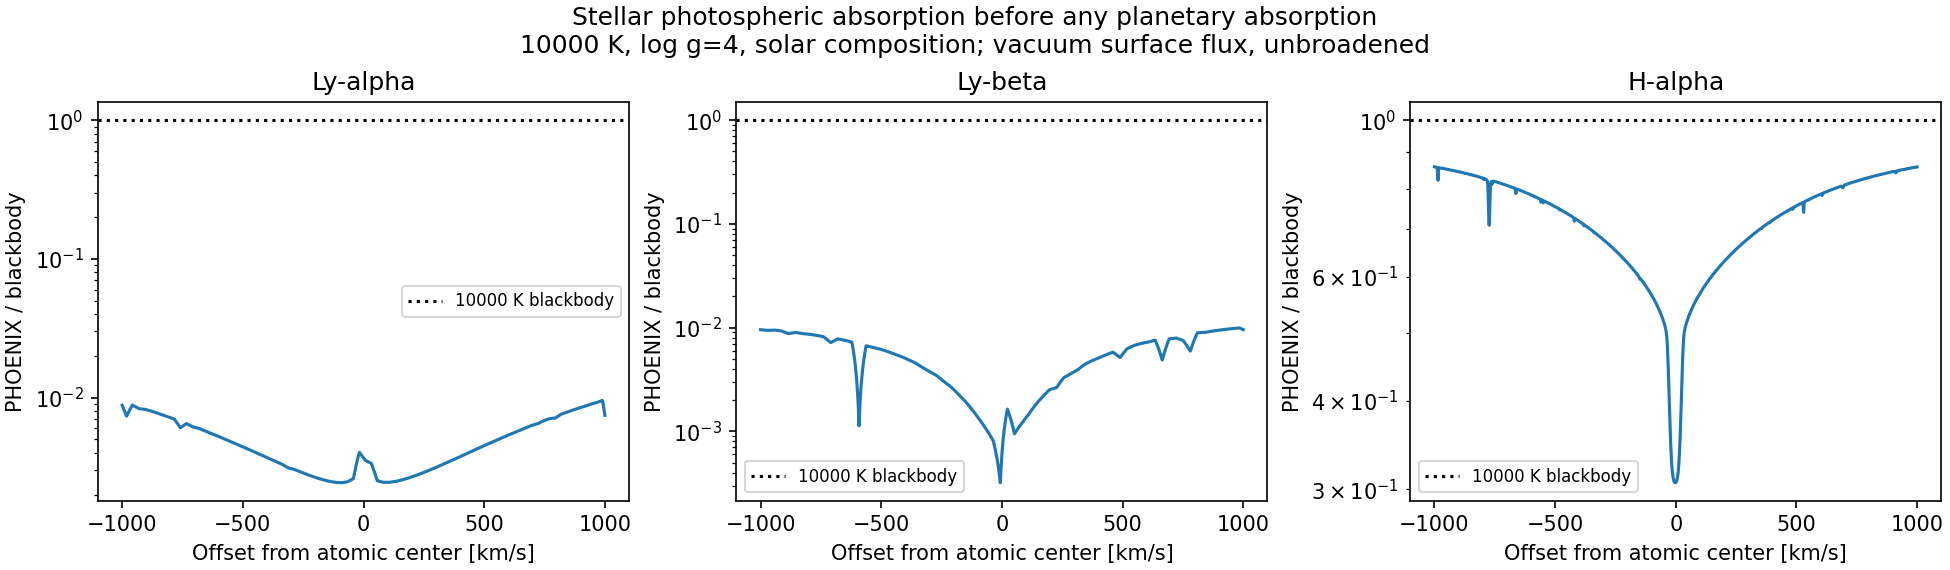 Stellar photospheric absorption before any planetary absorption
10000 K, log g=4, solar composition; vacuum surface flux, unbroadened
Ly-alpha
PHOENIX / blackbody
10⁰
10⁻¹
10⁻²
10000 K blackbody
−1000 −500 0 500 1000
Offset from atomic center [km/s]
Ly-beta
PHOENIX / blackbody
10⁰
10⁻¹
10⁻²
10⁻³
10000 K blackbody
−1000 −500 0 500 1000
Offset from atomic center [km/s]
H-alpha
PHOENIX / blackbody
10⁰
6 × 10⁻¹
4 × 10⁻¹
3 × 10⁻¹
10000 K blackbody
−1000 −500 0 500 1000
Offset from atomic center [km/s]